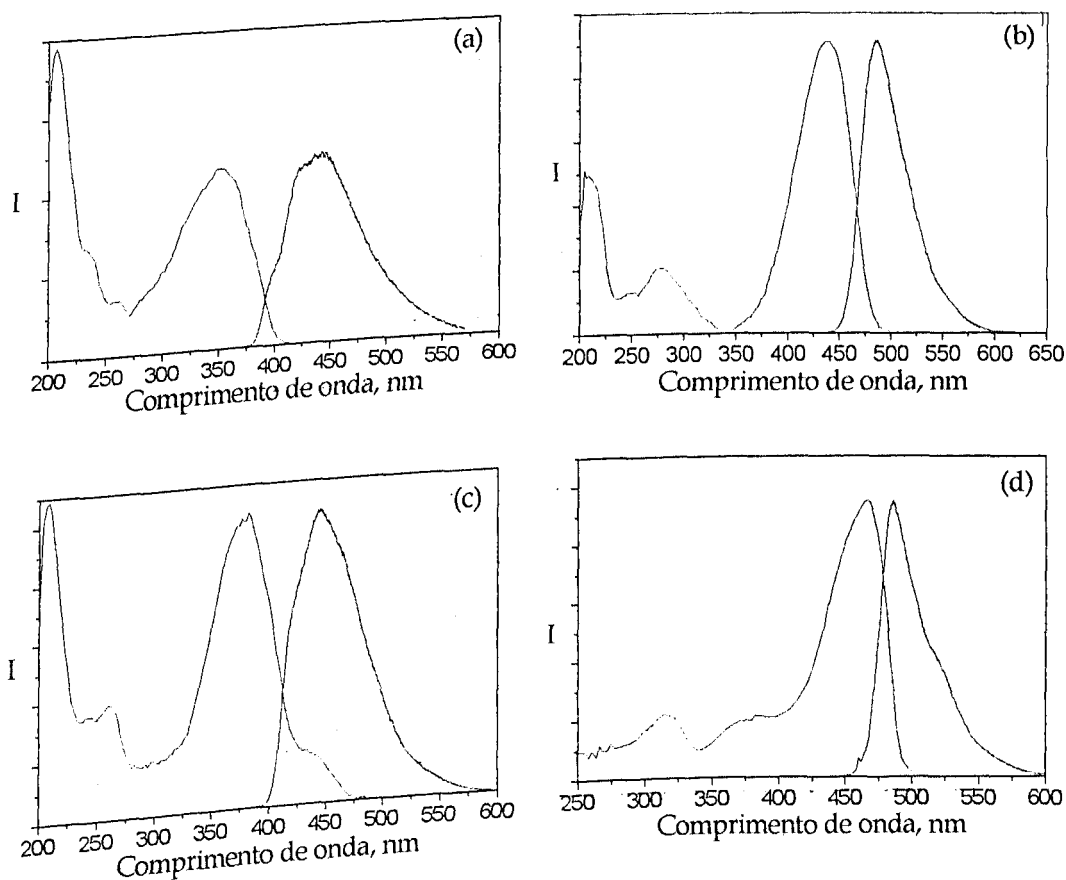 (a)
I
200 250 300 350 400 450 500 550 600
Comprimento de onda, nm
(b)
I
200 250 300 350 400 450 500 550 600 650
Comprimento de onda, nm
(c)
I
200 250 300 350 400 450 500 550 600
Comprimento de onda, nm
(d)
I
250 300 350 400 450 500 550 600
Comprimento de onda, nm